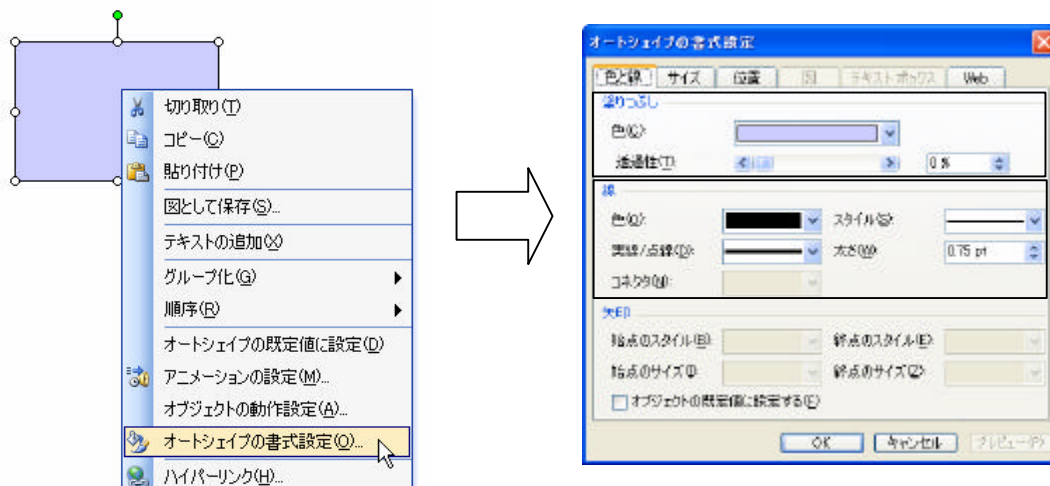 切り取り(T)
コピー(C)
貼り付け(P)
図として保存(S)...
テキストの追加(X)
グループ化(G)
順序(R)
オートシェイプの既定値に設定(D)
アニメーションの設定(M)...
オブジェクトの動作設定(A)...
オートシェイプの書式設定(O)...
ハイパーリンク(H)...
オートシェイプの書式設定
色と線 サイズ 位置 図 テキスト ボックス Web
塗りつぶし
色(C):
透過性(T): 0 %
線
色(O): スタイル(S):
実線/点線(D): 太さ(W): 0.75 pt
コネクタ(N):
矢印
始点のスタイル(B): 終点のスタイル(E):
始点のサイズ(I): 終点のサイズ(Z):
オブジェクトの既定値に設定する(F)
OK キャンセル プレビュー(P)